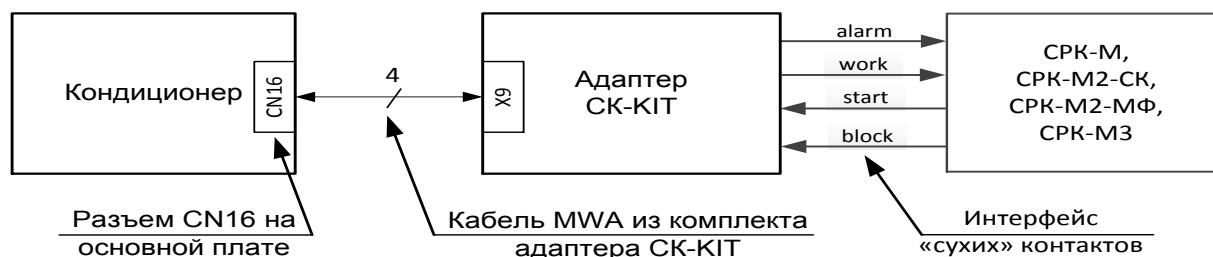 Кондиционер
CN16
4
X9
Адаптер
СК-KIT
alarm
work
start
block
СРК-М,
СРК-М2-СК,
СРК-М2-МФ,
СРК-М3
Разъем CN16 на
основной плате
Кабель MWA из комплекта
адаптера СК-KIT
Интерфейс
«сухих» контактов